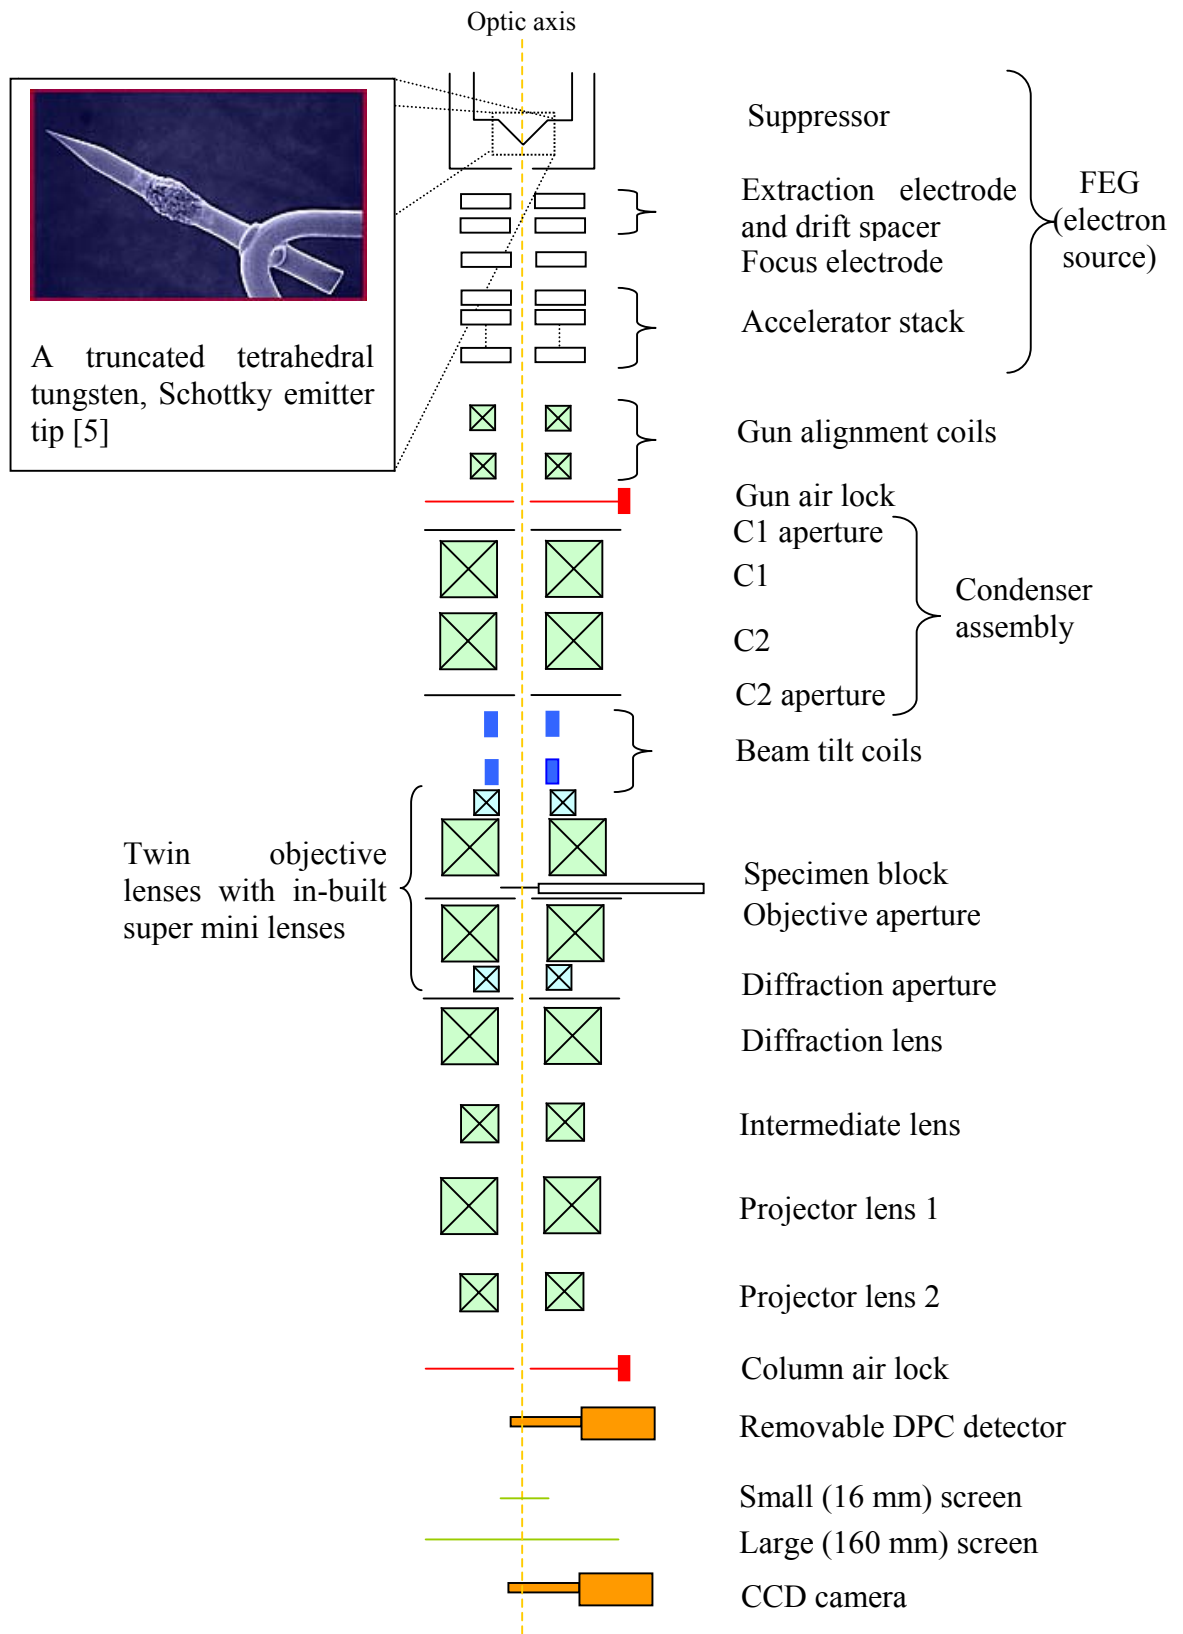 Optic axis
A truncated tetrahedral
tungsten, Schottky emitter
tip [5]
Suppressor
Extraction electrode
and drift spacer
Focus electrode
Accelerator stack
FEG
(electron
source)
Gun alignment coils
Gun air lock
C1 aperture
C1
C2
C2 aperture
Condenser
assembly
Beam tilt coils
Twin objective
lenses with in-built
super mini lenses
Specimen block
Objective aperture
Diffraction aperture
Diffraction lens
Intermediate lens
Projector lens 1
Projector lens 2
Column air lock
Removable DPC detector
Small (16 mm) screen
Large (160 mm) screen
CCD camera